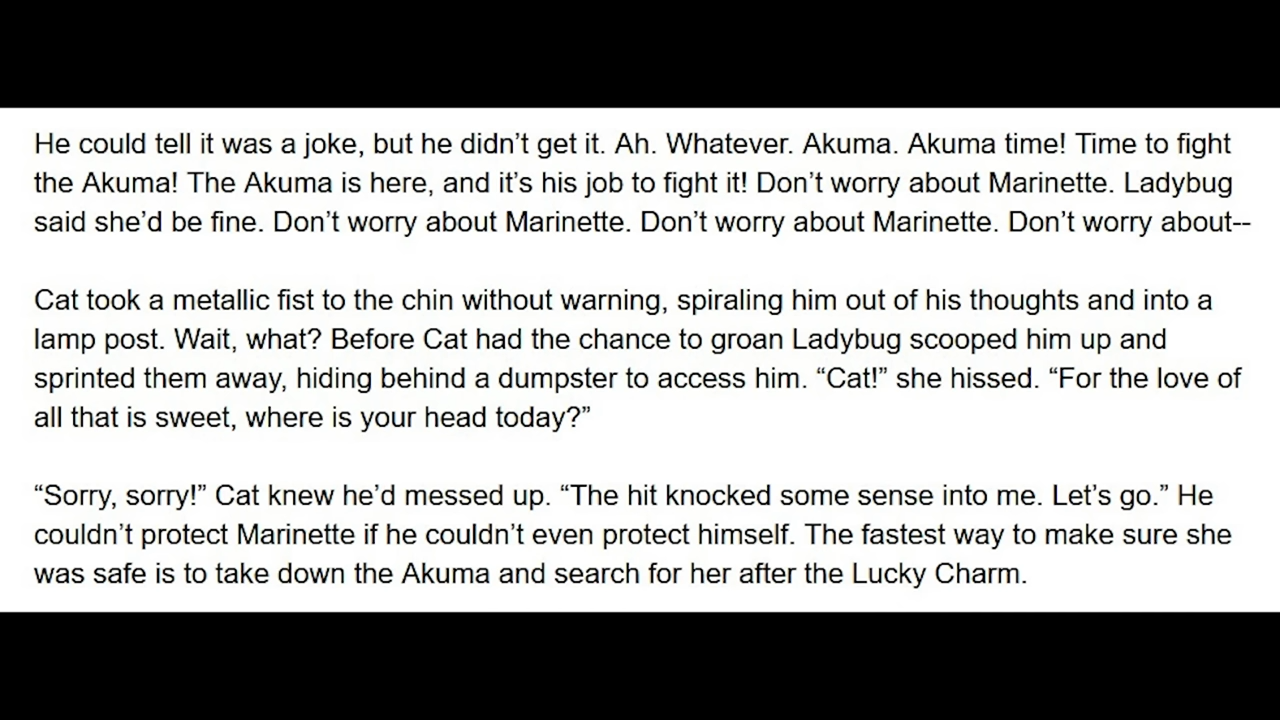 He could tell it was a joke, but he didn’t get it. Ah. Whatever. Akuma. Akuma time! Time to fight
the Akuma! The Akuma is here, and it’s his job to fight it! Don’t worry about Marinette. Ladybug
said she’d be fine. Don’t worry about Marinette. Don’t worry about Marinette. Don’t worry about--
Cat took a metallic fist to the chin without warning, spiraling him out of his thoughts and into a
lamp post. Wait, what? Before Cat had the chance to groan Ladybug scooped him up and
sprinted them away, hiding behind a dumpster to access him. “Cat!” she hissed. “For the love of
all that is sweet, where is your head today?”
“Sorry, sorry!” Cat knew he’d messed up. “The hit knocked some sense into me. Let’s go.” He
couldn’t protect Marinette if he couldn’t even protect himself. The fastest way to make sure she
was safe is to take down the Akuma and search for her after the Lucky Charm.